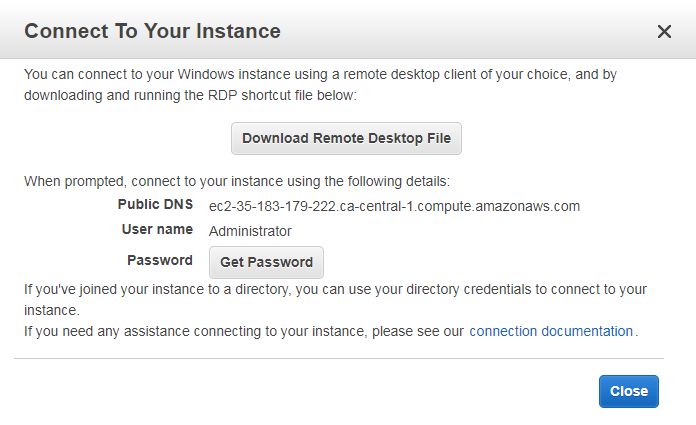 Connect To Your Instance
You can connect to your Windows instance using a remote desktop client of your choice, and by
downloading and running the RDP shortcut file below:
Download Remote Desktop File
When prompted, connect to your instance using the following details:
Public DNS ec2-35-183-179-222.ca-central-1.compute.amazonaws.com
User name Administrator
Password Get Password
If you've joined your instance to a directory, you can use your directory credentials to connect to your
instance.
If you need any assistance connecting to your instance, please see our connection documentation.
Close